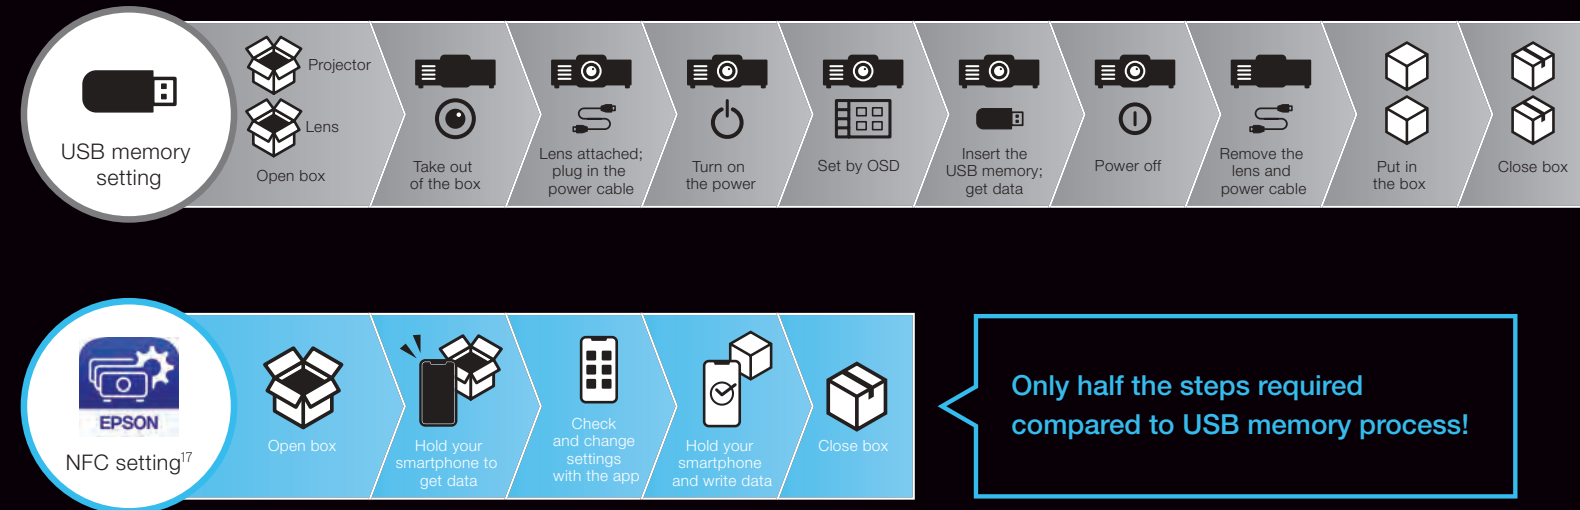 USB memory
setting
Projector
Lens
Open box
Take out
of the box
Lens attached;
plug in the
power cable
Turn on
the power
Set by OSD
Insert the
USB memory;
get data
Power off
Remove the
lens and
power cable
Put in
the box
Close box
EPSON
NFC setting17
Open box
Hold your
smartphone to
get data
Check
and change
settings
with the app
Hold your
smartphone
and write data
Close box
Only half the steps required
compared to USB memory process!